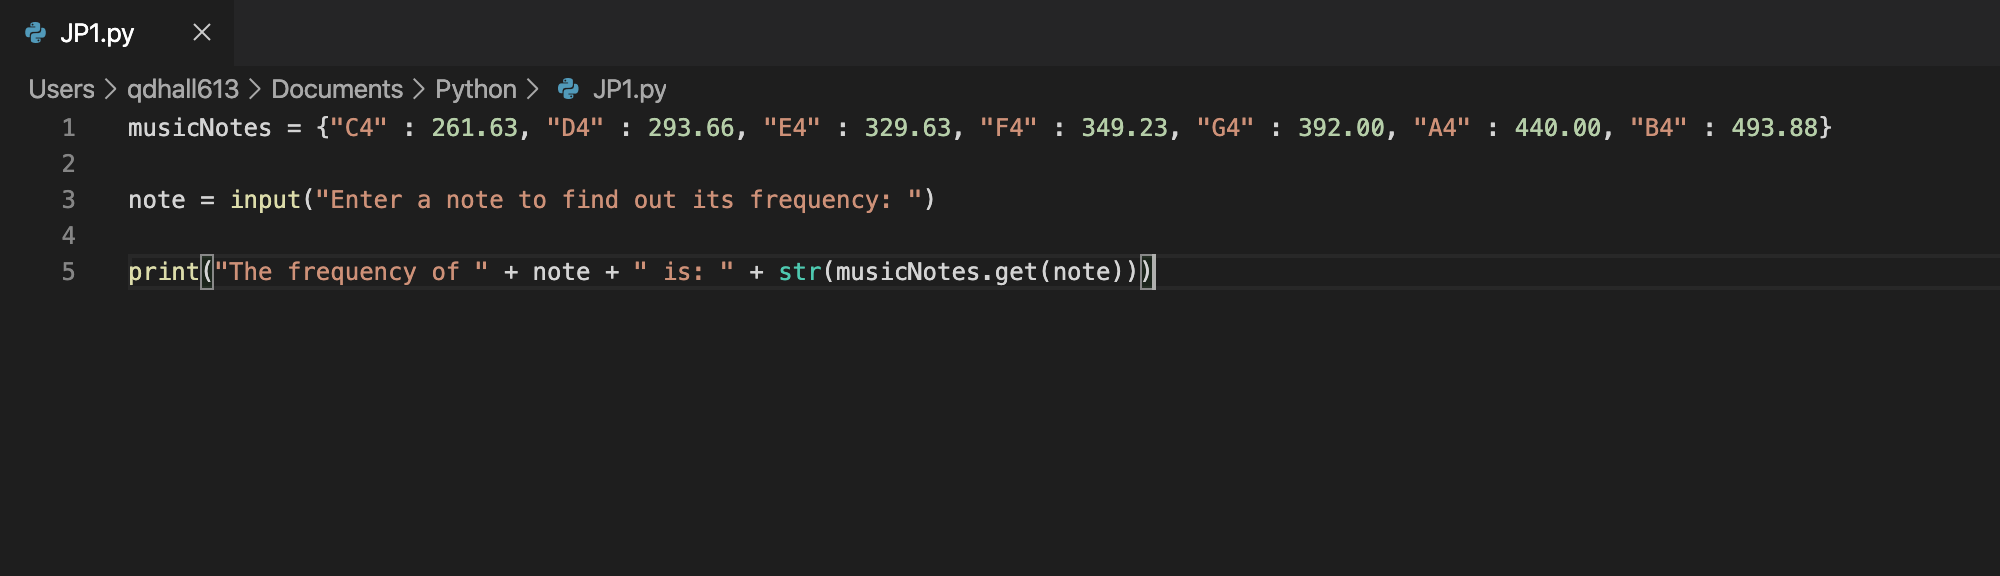 JP1.py
Users > qdhall613 > Documents > Python > JP1.py
1 musicNotes = {"C4" : 261.63, "D4" : 293.66, "E4" : 329.63, "F4" : 349.23, "G4" : 392.00, "A4" : 440.00, "B4" : 493.88}
2
3 note = input("Enter a note to find out its frequency: ")
4
5 print("The frequency of " + note + " is: " + str(musicNotes.get(note)))